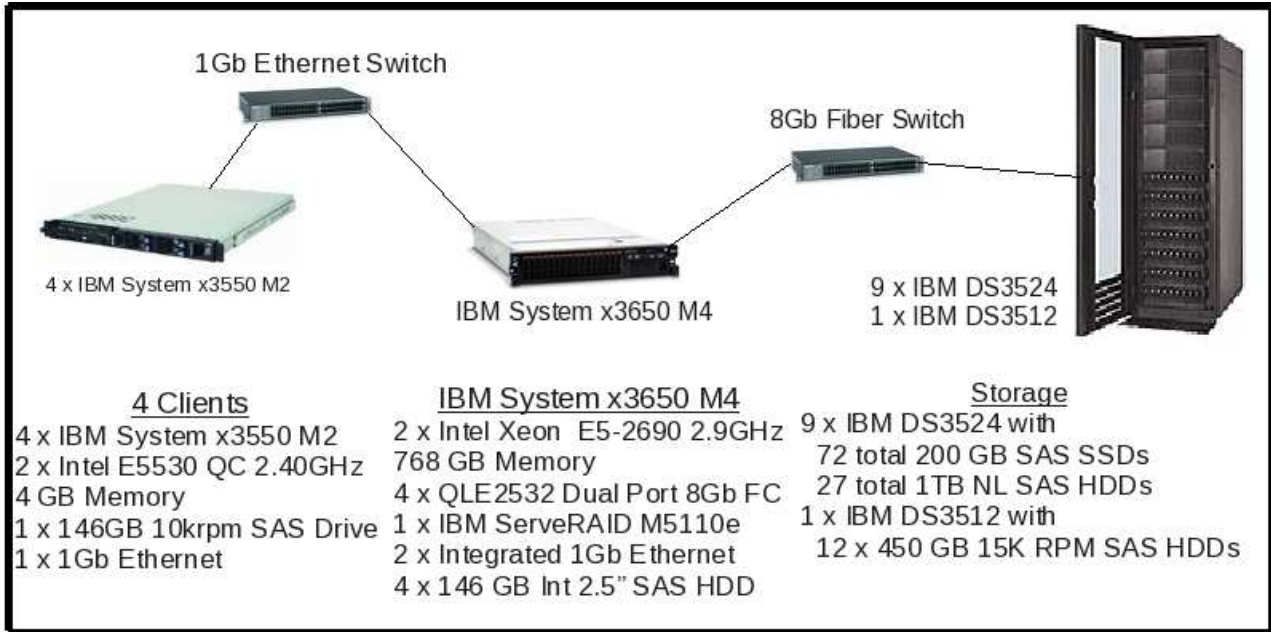 1Gb Ethernet Switch
8Gb Fiber Switch
4 x IBM System x3550 M2
IBM System x3650 M4
9 x IBM DS3524
1 x IBM DS3512
4 Clients
4 x IBM System x3550 M2
2 x Intel E5530 QC 2.40GHz
4 GB Memory
1 x 146GB 10krpm SAS Drive
1 x 1Gb Ethernet
IBM System x3650 M4
2 x Intel Xeon E5-2690 2.9GHz
768 GB Memory
4 x QLE2532 Dual Port 8Gb FC
1 x IBM ServeRAID M5110e
2 x Integrated 1Gb Ethernet
4 x 146 GB Int 2.5” SAS HDD
Storage
9 x IBM DS3524 with
72 total 200 GB SAS SSDs
27 total 1TB NL SAS HDDs
1 x IBM DS3512 with
12 x 450 GB 15K RPM SAS HDDs